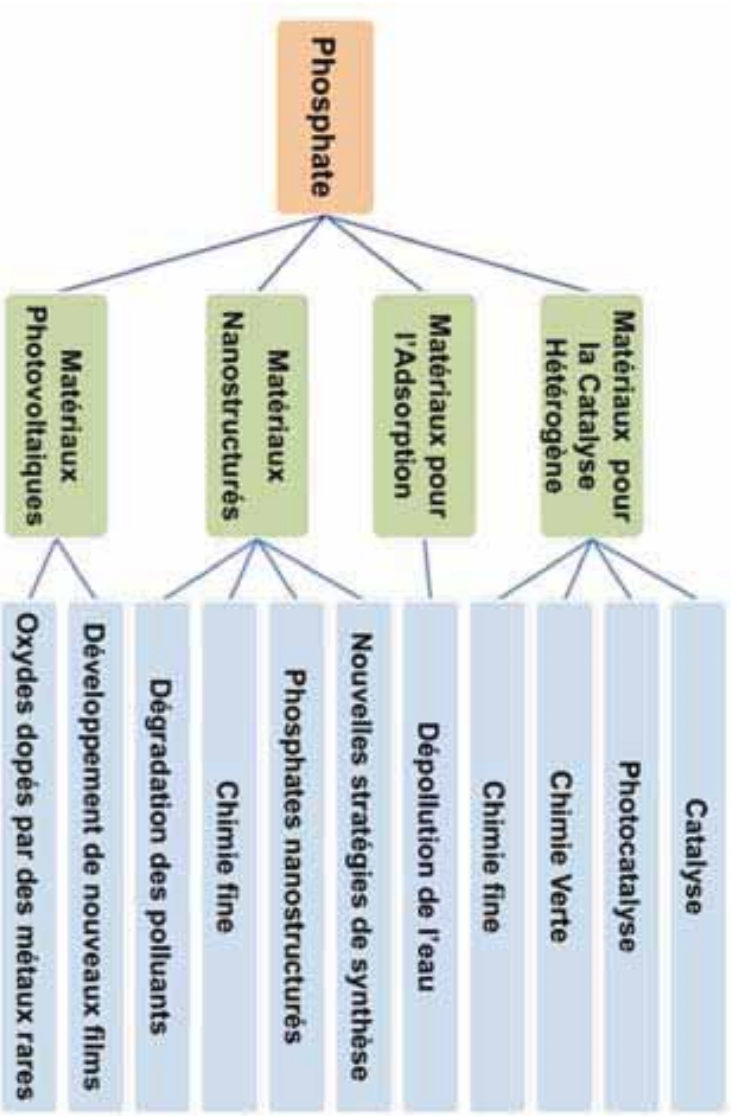 Phosphate
Matériaux pour
la Catalyse
Hétérogène
Catalyse
Photocatalyse
Chimie Verte
Chimie fine
Matériaux pour
l'Adsorption
Dépollution de l'eau
Matériaux
Nanostructurés
Nouvelles stratégies de synthèse
Phosphates nanostructurés
Chimie fine
Dégradation des polluants
Matériaux
Photovoltaiques
Développement de nouveaux films
Oxydes dopés par des métaux rares